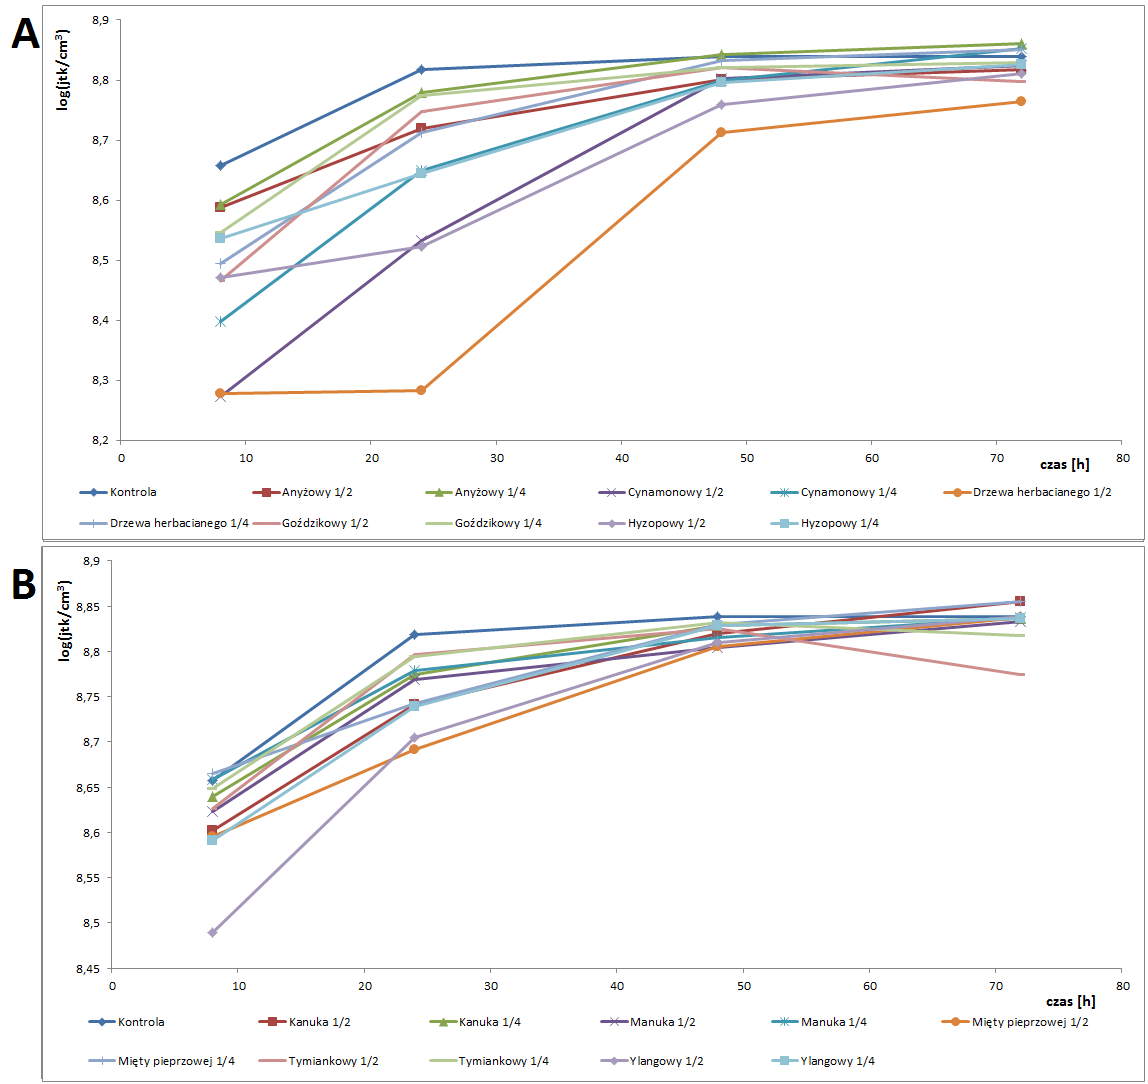 A
log(jtk/cm³)
8,9
8,8
8,7
8,6
8,5
8,4
8,3
8,2
0 10 20 30 40 50 60 70 80
czas [h]
Kontrola Anyżowy 1/2 Anyżowy 1/4 Cynamonowy 1/2 Cynamonowy 1/4 Drzewa herbacianego 1/2
Drzewa herbacianego 1/4 Goździkowy 1/2 Goździkowy 1/4 Hyzopowy 1/2 Hyzopowy 1/4
B
log(jtk/cm³)
8,9
8,85
8,8
8,75
8,7
8,65
8,6
8,55
8,5
8,45
0 10 20 30 40 50 60 70 80
czas [h]
Kontrola Kanuka 1/2 Kanuka 1/4 Manuka 1/2 Manuka 1/4 Mięty pieprzowej 1/2
Mięty pieprzowej 1/4 Tymiankowy 1/2 Tymiankowy 1/4 Ylangowy 1/2 Ylangowy 1/4